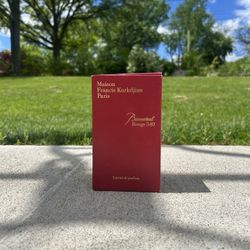 Maison
Francis Kurkdjian
Paris
Baccarat
Rouge 540
Extrait de parfum